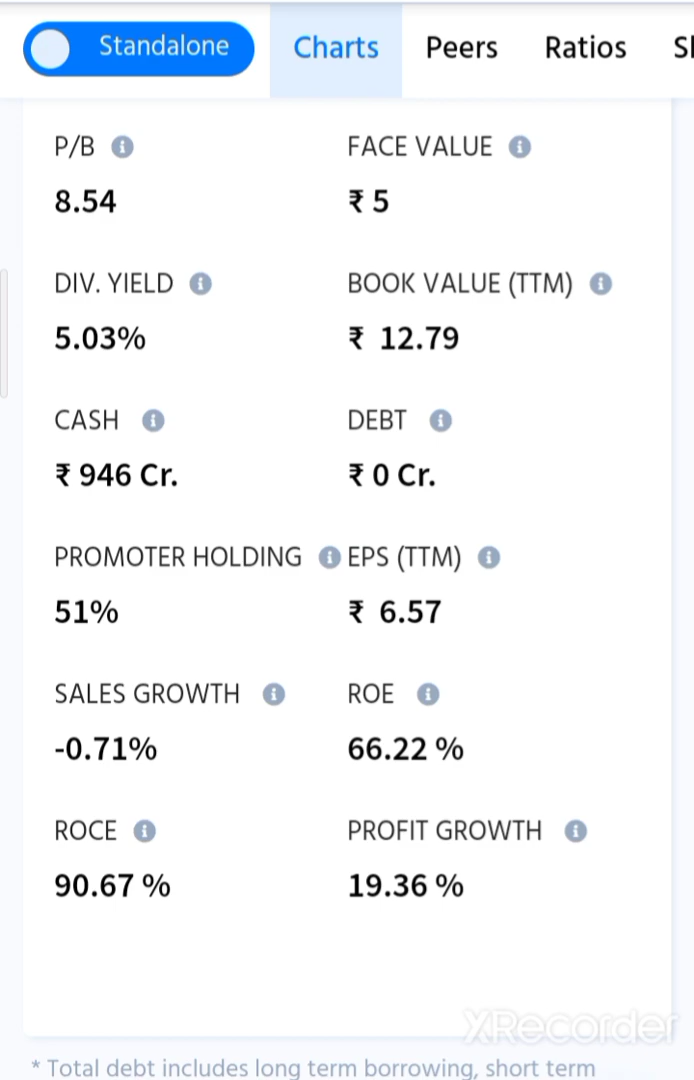 Standalone Charts Peers Ratios
P/B FACE VALUE
8.54 ₹ 5
DIV. YIELD BOOK VALUE (TTM)
5.03% ₹ 12.79
CASH DEBT
₹ 946 Cr. ₹ 0 Cr.
PROMOTER HOLDING EPS (TTM)
51% ₹ 6.57
SALES GROWTH ROE
-0.71% 66.22 %
ROCE PROFIT GROWTH
90.67 % 19.36 %
XRecorder
* Total debt includes long term borrowing, short term